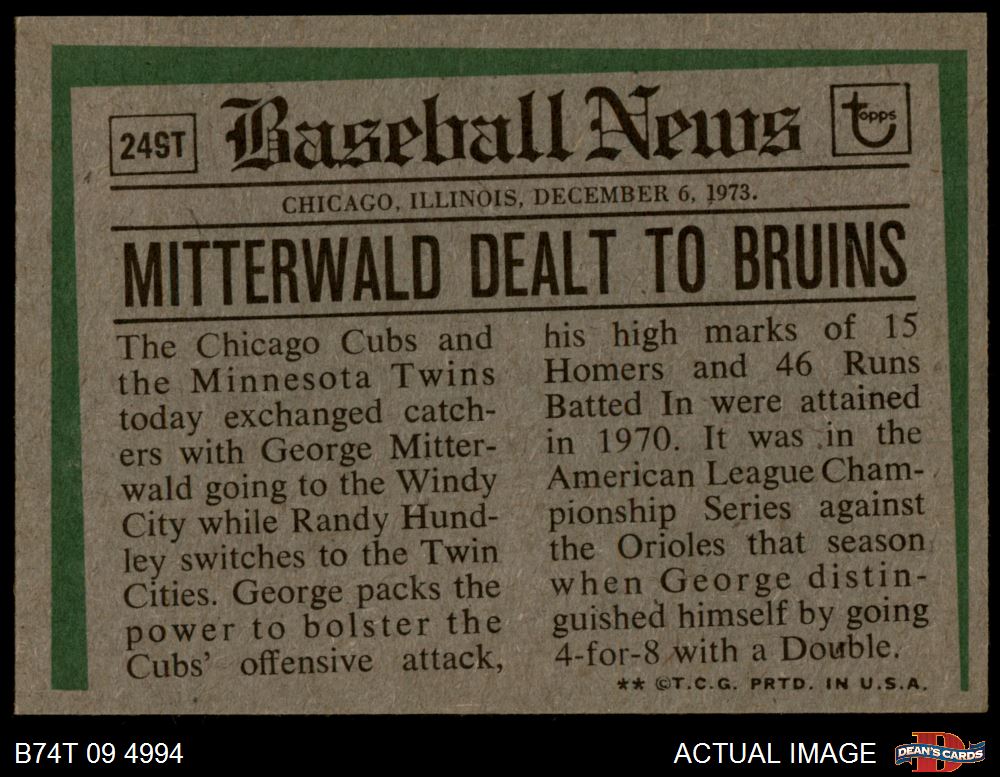 24ST
Baseball News
topps
CHICAGO, ILLINOIS, DECEMBER 6, 1973.
MITTERWALD DEALT TO BRUINS
The Chicago Cubs and
the Minnesota Twins
today exchanged catch-
ers with George Mitter-
wald going to the Windy
City while Randy Hund-
ley switches to the Twin
Cities. George packs the
power to bolster the
Cubs' offensive attack,
his high marks of 15
Homers and 46 Runs
Batted In were attained
in 1970. It was in the
American League Cham-
pionship Series against
the Orioles that season
when George distin-
guished himself by going
4-for-8 with a Double.
** ©T.C.G. PRTD. IN U.S.A.
B74T 09 4994
ACTUAL IMAGE
DEAN'S CARDS